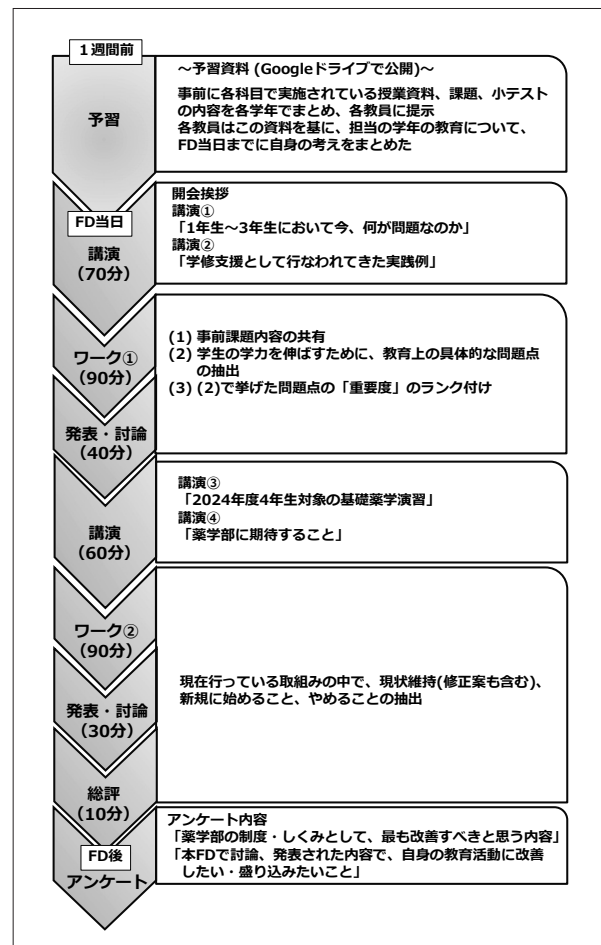 １週間前
予習
～予習資料 (Googleドライブで公開)～
事前に各科目で実施されている授業資料、課題、小テスト
の内容を各学年でまとめ、各教員に提示
各教員はこの資料を基に、担当の学年の教育について、
FD当日までに自身の考えをまとめた
FD当日
講演
（70分）
開会挨拶
講演①
「1年生～3年生において今、何が問題なのか」
講演②
「学修支援として行なわれてきた実践例」
ワーク①
（90分）
発表・討論
（40分）
(1) 事前課題内容の共有
(2) 学生の学力を伸ばすために、教育上の具体的な問題点
の抽出
(3) (2)で挙げた問題点の「重要度」のランク付け
講演
（60分）
講演③
「2024年度4年生対象の基礎薬学演習」
講演④
「薬学部に期待すること」
ワーク②
（90分）
発表・討論
（30分）
総評
（10分）
現在行っている取組みの中で、現状維持(修正案も含む)、
新規に始めること、やめることの抽出
FD後
アンケート
アンケート内容
「薬学部の制度・しくみとして、最も改善すべきと思う内容」
「本FDで討論、発表された内容で、自身の教育活動に改善
したい・盛り込みたいこと」